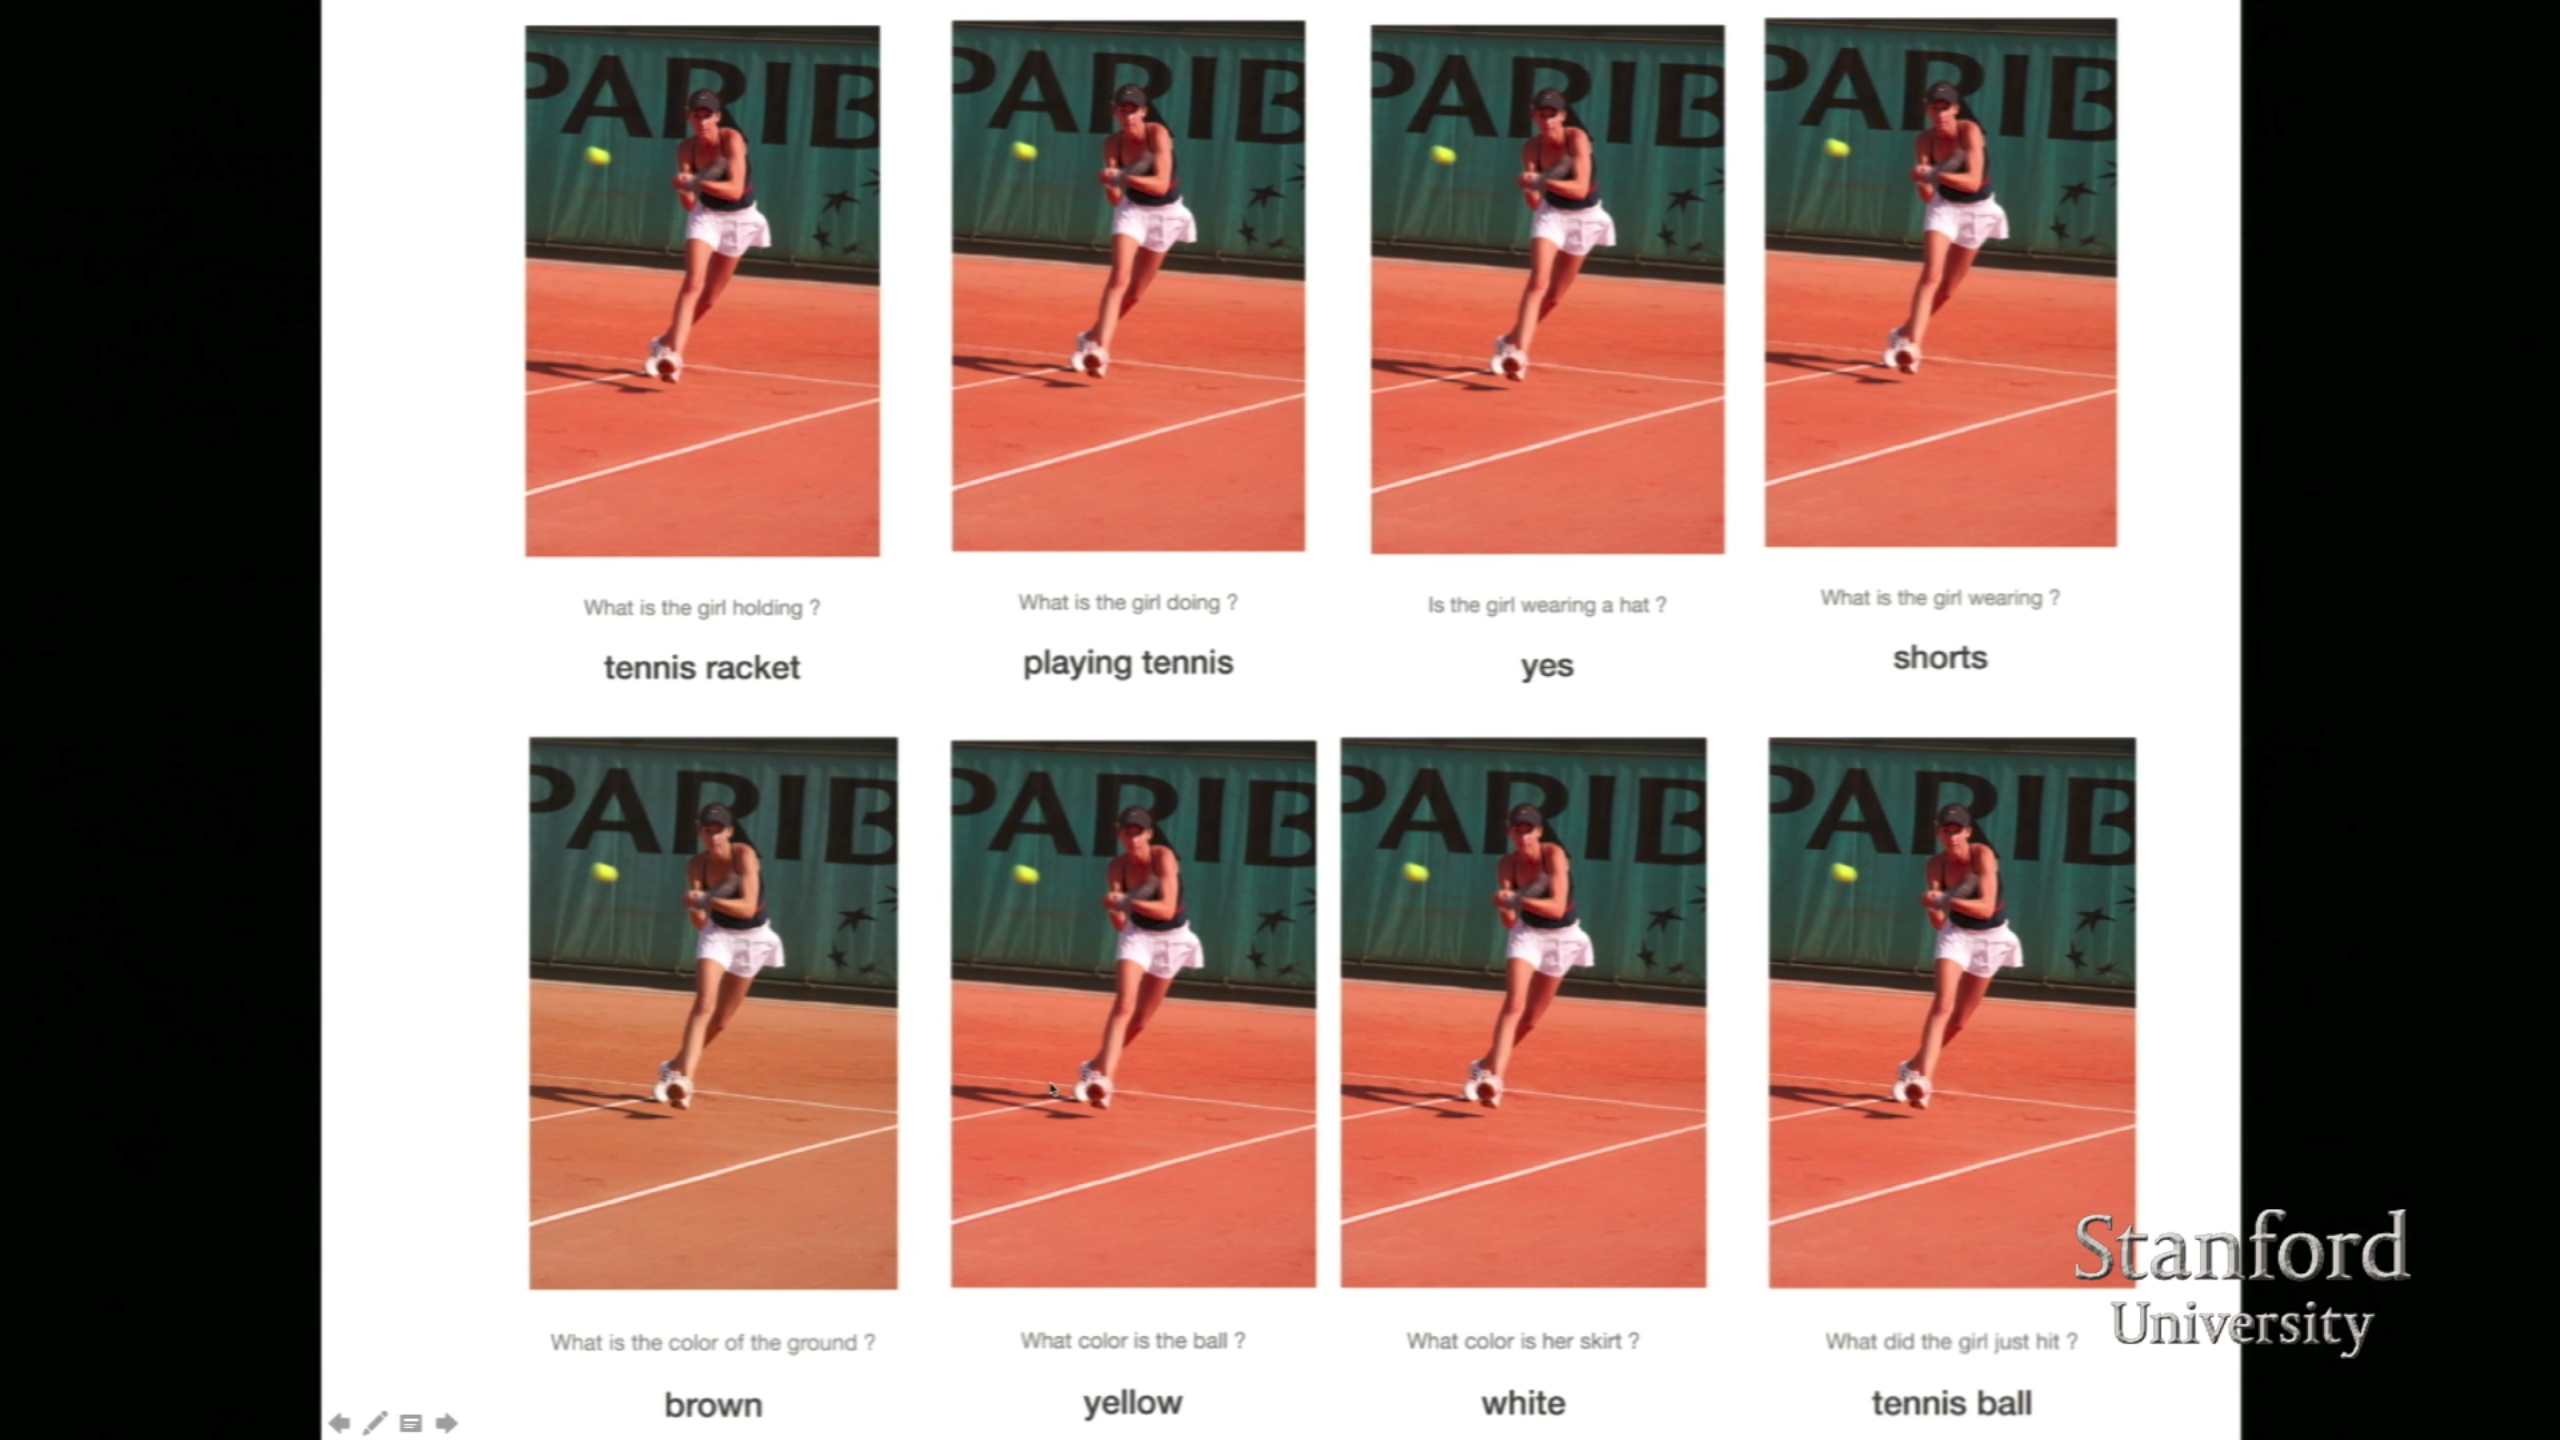 PARIB
PARIB
PARIB
PARIB
What is the girl holding ?
What is the girl doing ?
Is the girl wearing a hat ?
What is the girl wearing ?
tennis racket
playing tennis
yes
shorts
PARIB
PARIB
PARIB
PARIB
Stanford
University
What is the color of the ground ?
What color is the ball ?
What color is her skirt ?
What did the girl just hit ?
brown
yellow
white
tennis ball